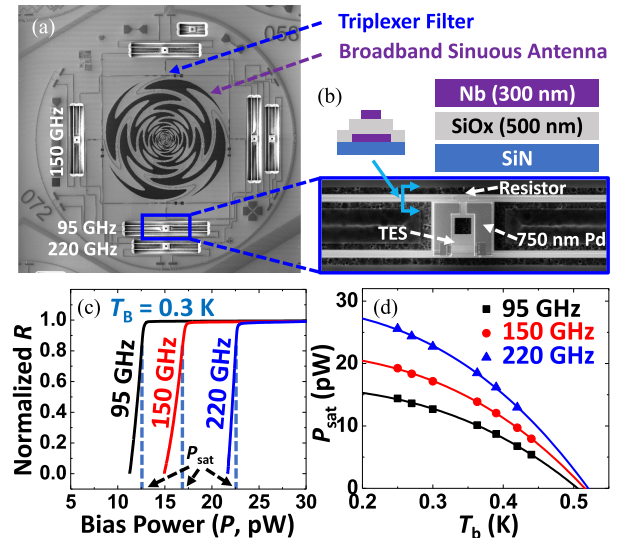 (a)
053
Triplexer Filter
Broadband Sinuous Antenna
(b)
Nb (300 nm)
SiOx (500 nm)
SiN
150 GHz
072
95 GHz
220 GHz
Resistor
TES
750 nm Pd
(c)
T_B = 0.3 K
Normalized R
1.0
0.8
0.6
0.4
0.2
0.0
95 GHz
150 GHz
220 GHz
P_sat
5 10 15 20 25 30
Bias Power (P, pW)
(d)
95 GHz
150 GHz
220 GHz
P_sat (pW)
30
20
10
0
0.2 0.3 0.4 0.5
T_b (K)